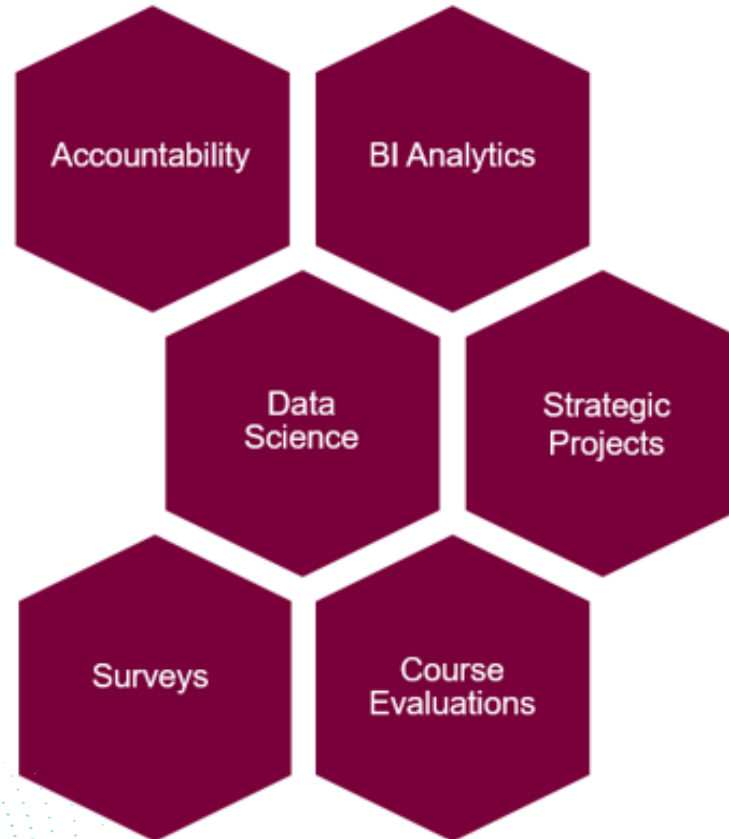 Accountability
BI Analytics
Data
Science
Strategic
Projects
Surveys
Course
Evaluations